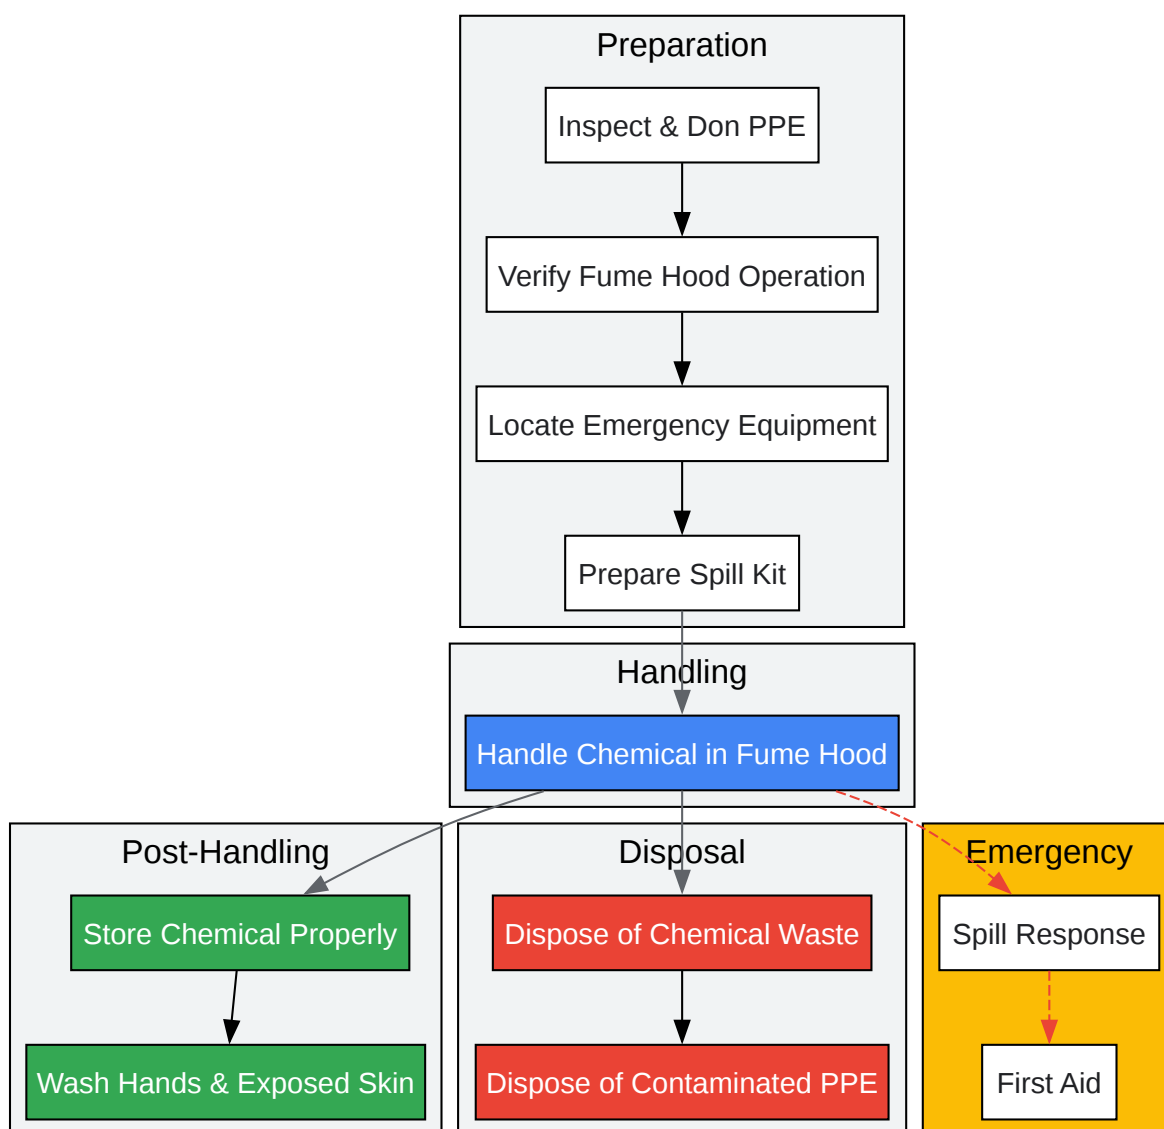 Preparation
Inspect & Don PPE
Verify Fume Hood Operation
Locate Emergency Equipment
Prepare Spill Kit
Handling
Handle Chemical in Fume Hood
Post-Handling
Store Chemical Properly
Wash Hands & Exposed Skin
Disposal
Dispose of Chemical Waste
Dispose of Contaminated PPE
Emergency
Spill Response
First Aid